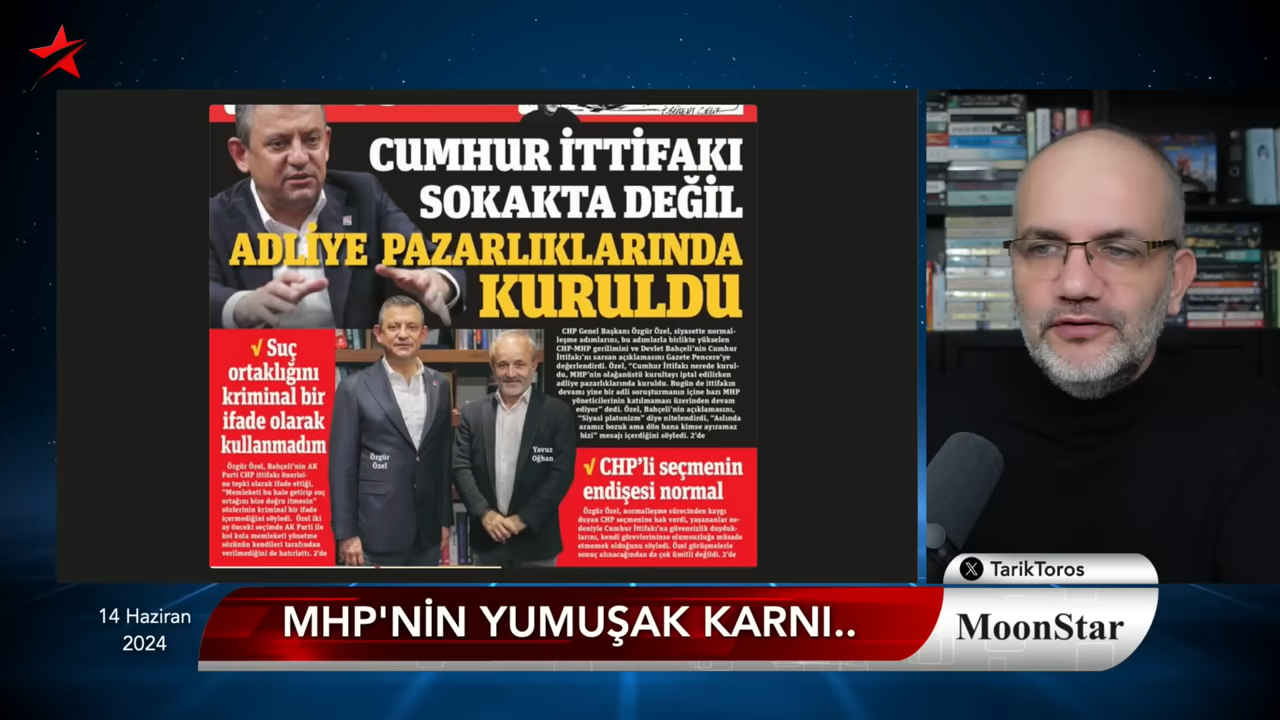 CUMHUR İTTİFAKI
SOKAKTA DEĞİL
ADLİYE PAZARLIKLARINDA
KURULDU
CHP Genel Başkanı Özgür Özel, siyasette normal-
leşme adımlarını, bu adımlarla birlikte yükselen
CHP-MHP gerilimini ve Devlet Bahçeli'nin Cumhur
İttifakı'nı sarsan açıklamasını Gazete Pencere'ye
değerlendirdi. Özel, "Cumhur İttifakı nerede kurul-
du, MHP'nin olağanüstü kurultayı iptal edilirken
adliye pazarlıklarında kuruldu. Bugün de ittifakın
devamı yine bir adli soruşturmanın içine bazı MHP
yöneticilerinin katılmaması üzerinden devam
ediyor" dedi. Özel, Bahçeli'nin açıklamasını,
"Siyasi platonizm" diye nitelendirdi, "Aslında
aramız bozuk ama dön bana kimse ayıramaz
bizi" mesajı içerdiğini söyledi. 2'de
√ Suç
ortaklığını
kriminal bir
ifade olarak
kullanmadım
Özgür Özel, Bahçeli'nin AK
Parti CHP ittifakı önerisi-
ne tepki olarak ifade ettiği,
"Memleketi bu hale getirip suç
ortağını bize doğru itmesin"
sözlerinin kriminal bir ifade
içermediğini söyledi. Özel iki
ay önceki seçimde AK Parti ile
kol kola memleketi yönetme
sözünün kendileri tarafından
verilmediğini de hatırlattı. 2'de
Özgür
Özel
Yavuz
Oğhan
√ CHP'li seçmenin
endişesi normal
Özgür Özel, normalleşme sürecinden kaygı
duyan CHP seçmenine hak verdi, yaşananlar ne-
deniyle Cumhur İttifakı'na güvensizlik duyduk-
larını, kendi görevlerininse olumsuzluğa müsade
etmemek olduğunu söyledi. Özel görüşmelerle
sonuç alınacağından da çok ümitli değildi. 2'de
X TarikToros
14 Haziran
2024
MHP'NİN YUMUŞAK KARNI..
MoonStar